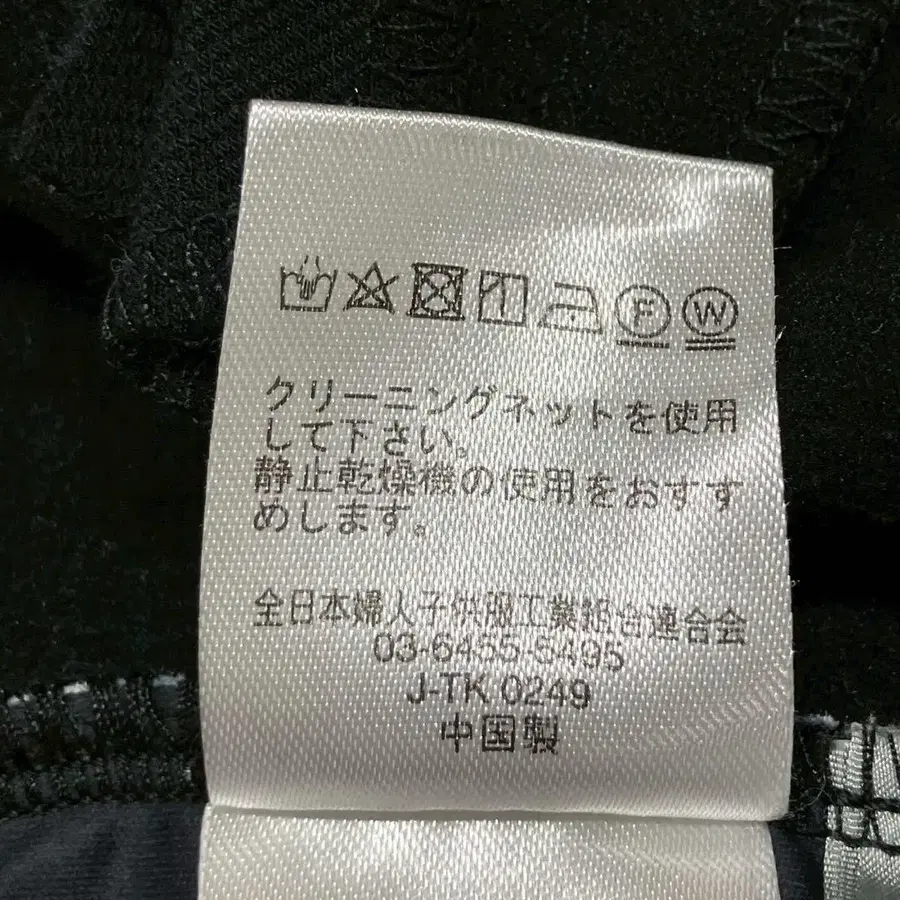 F W
クリーニングネットを使用
して下さい。
静止乾燥機の使用をおすす
めします。
全日本婦人子供服工業組合連合会
03-6455-5495
J-TK 0249
中国製